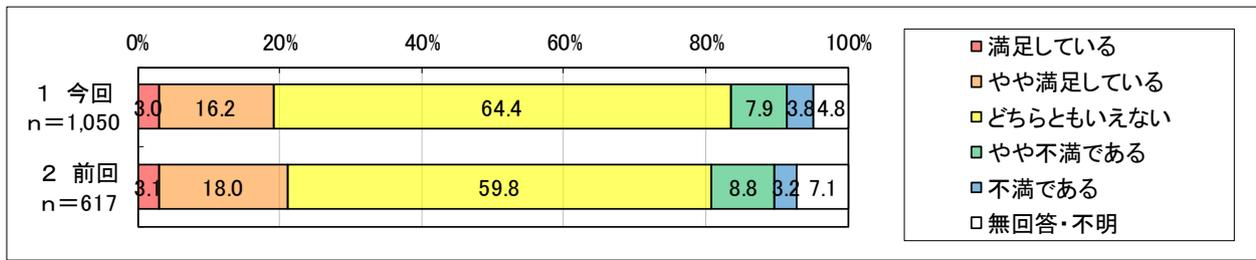 0% 20% 40% 60% 80% 100%
1 今回
n=1,050
3.0 16.2 64.4 7.9 3.8 4.8
2 前回
n=617
3.1 18.0 59.8 8.8 3.2 7.1
満足している
やや満足している
どちらともいえない
やや不満である
不満である
無回答・不明